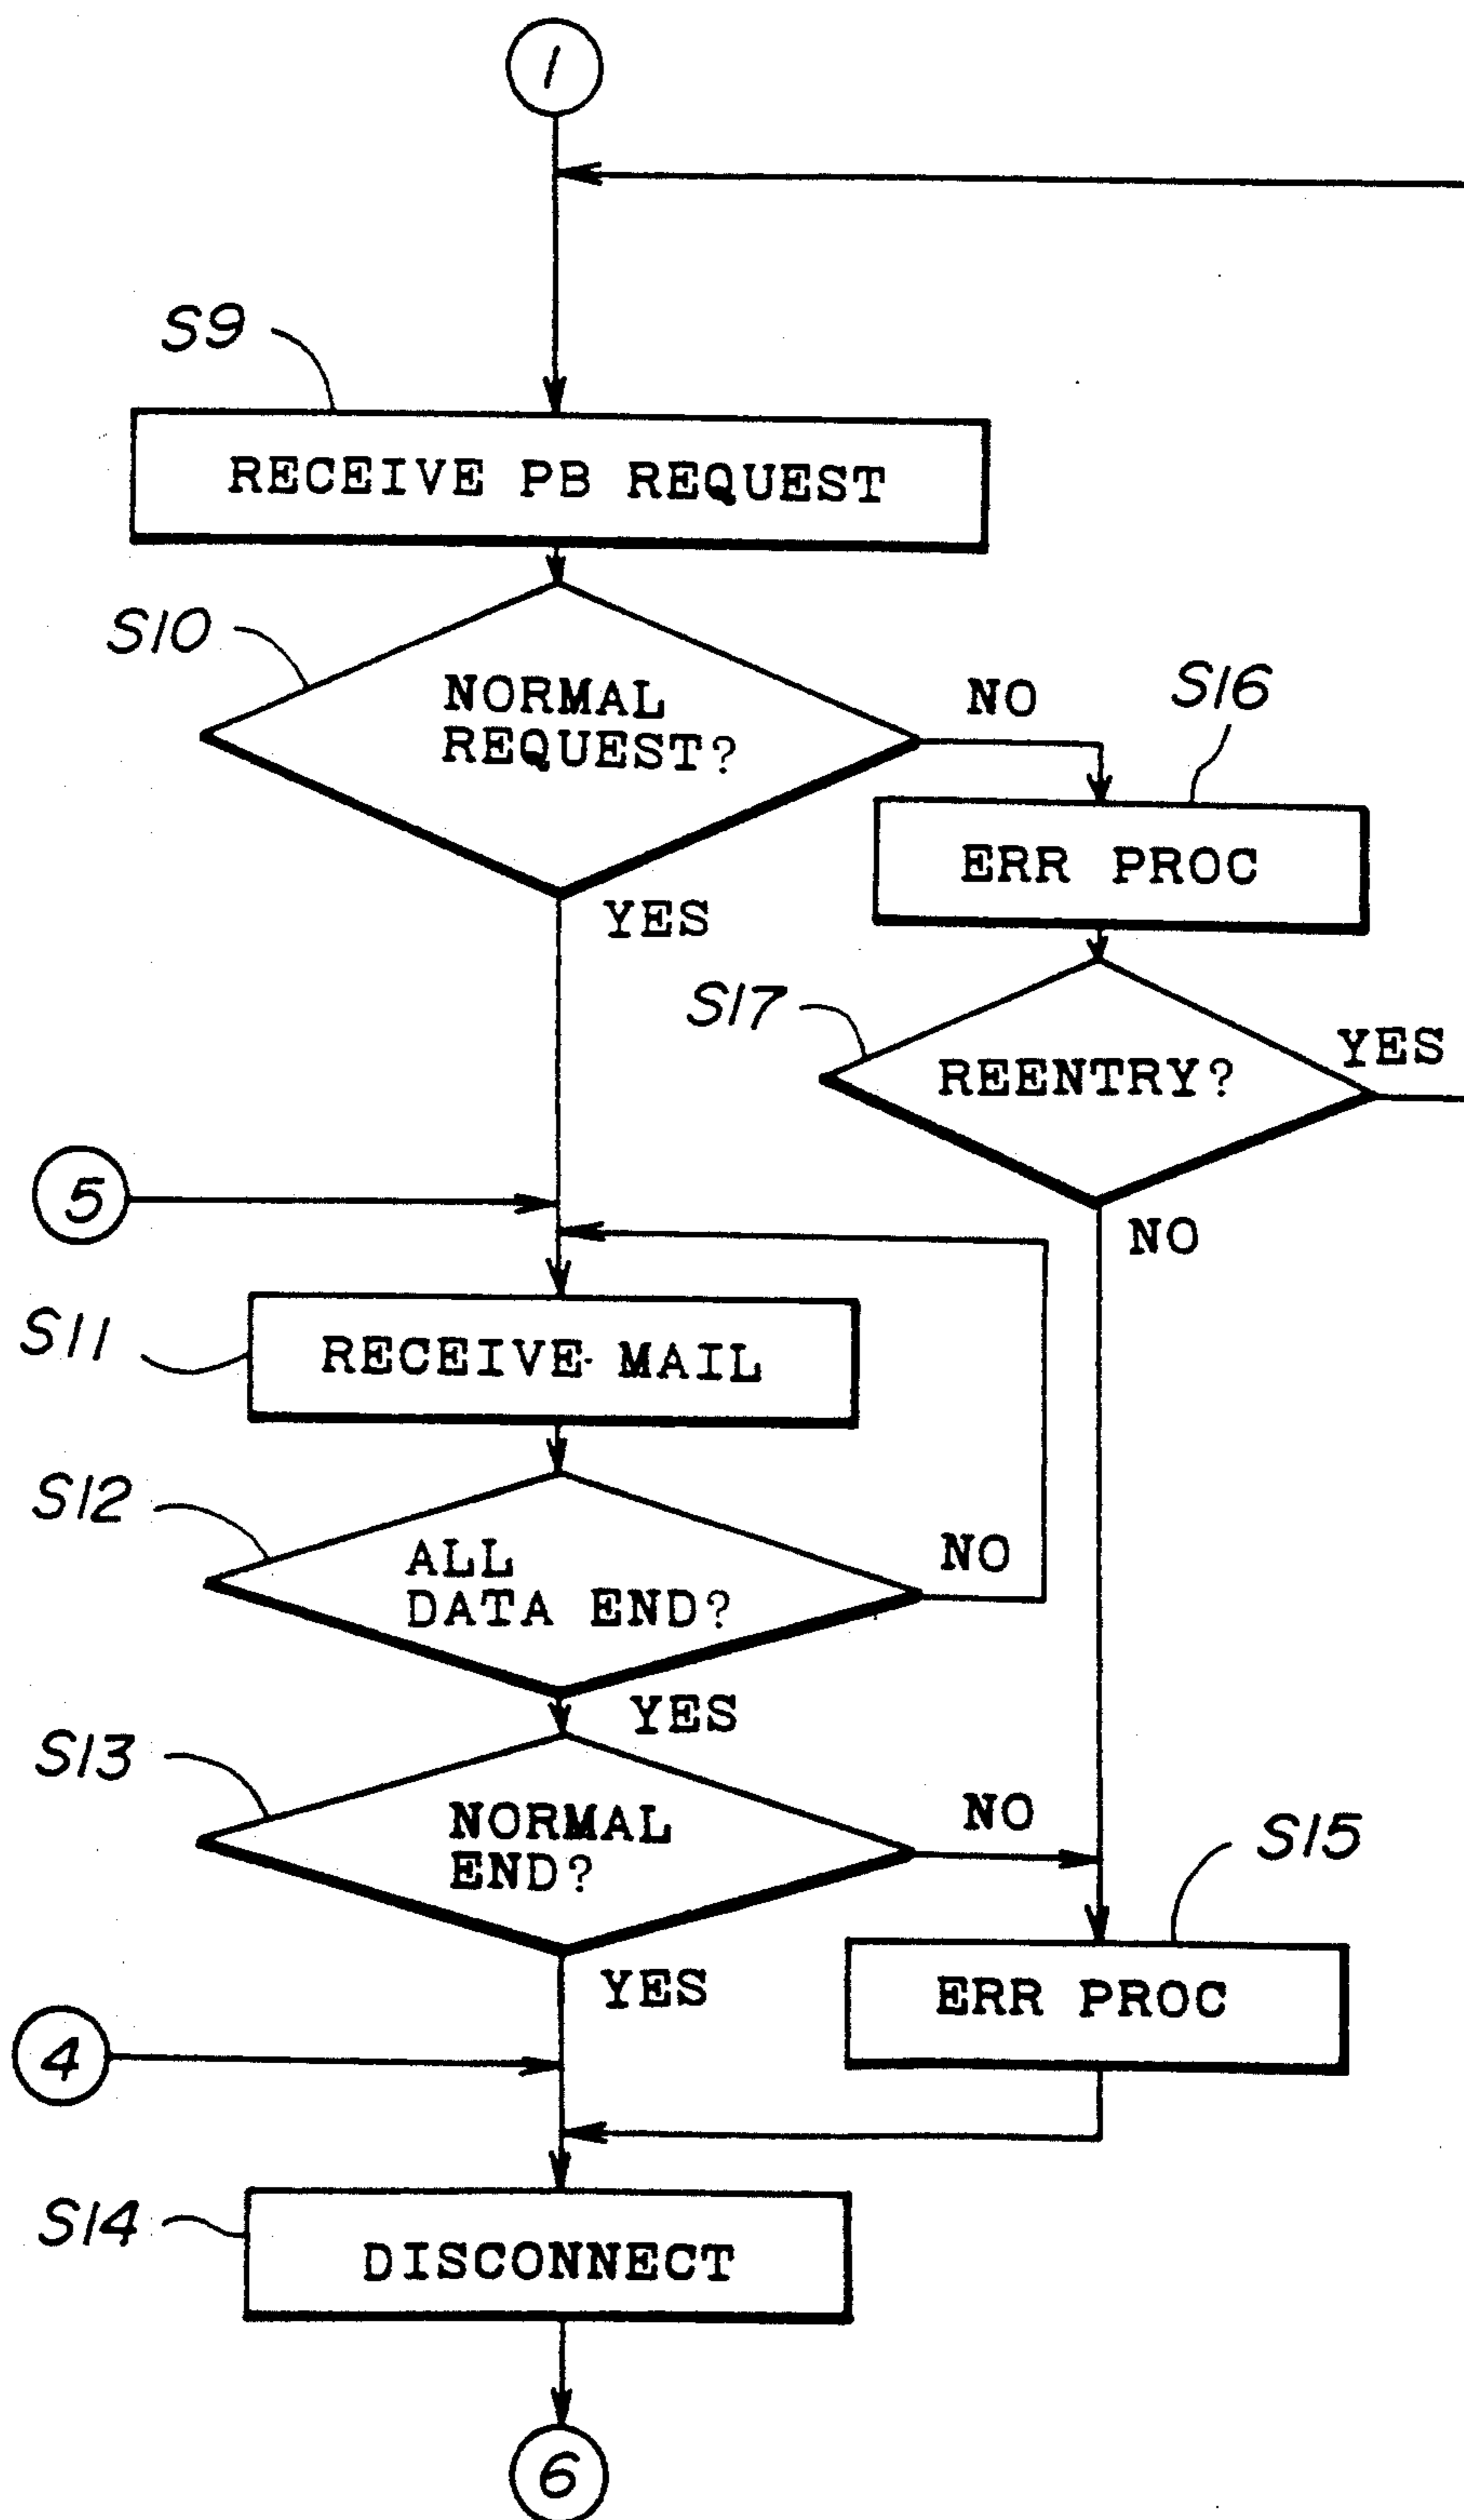 1
S9
RECEIVE PB REQUEST
S10
NORMAL
REQUEST?
NO
S16
YES
ERR PROC
S17
REENTRY?
YES
5
NO
S11
RECEIVE MAIL
S12
ALL
DATA END?
NO
YES
S13
NORMAL
END?
NO
S15
YES
ERR PROC
4
S14
DISCONNECT
6